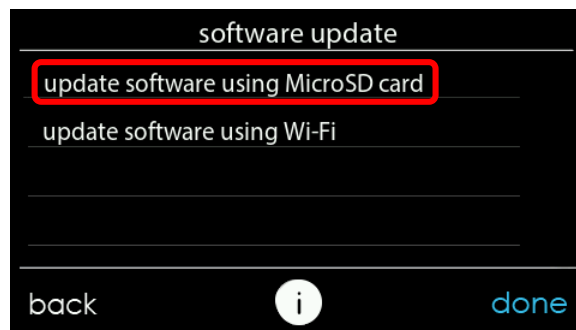 software update
update software using MicroSD card
update software using Wi-Fi
back i done